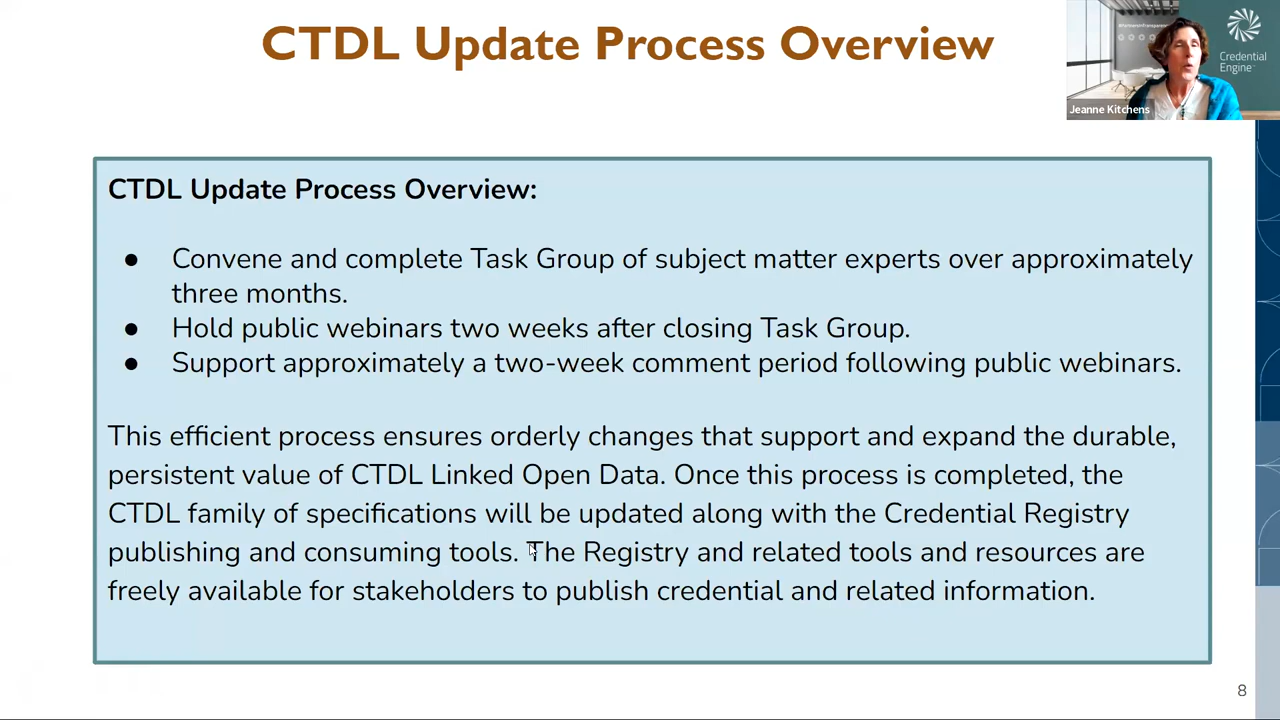 CTDL Update Process Overview
Credential
Engine
Jeanne Kitchens
CTDL Update Process Overview:
● Convene and complete Task Group of subject matter experts over approximately
three months.
● Hold public webinars two weeks after closing Task Group.
● Support approximately a two-week comment period following public webinars.
This efficient process ensures orderly changes that support and expand the durable,
persistent value of CTDL Linked Open Data. Once this process is completed, the
CTDL family of specifications will be updated along with the Credential Registry
publishing and consuming tools. The Registry and related tools and resources are
freely available for stakeholders to publish credential and related information.
8